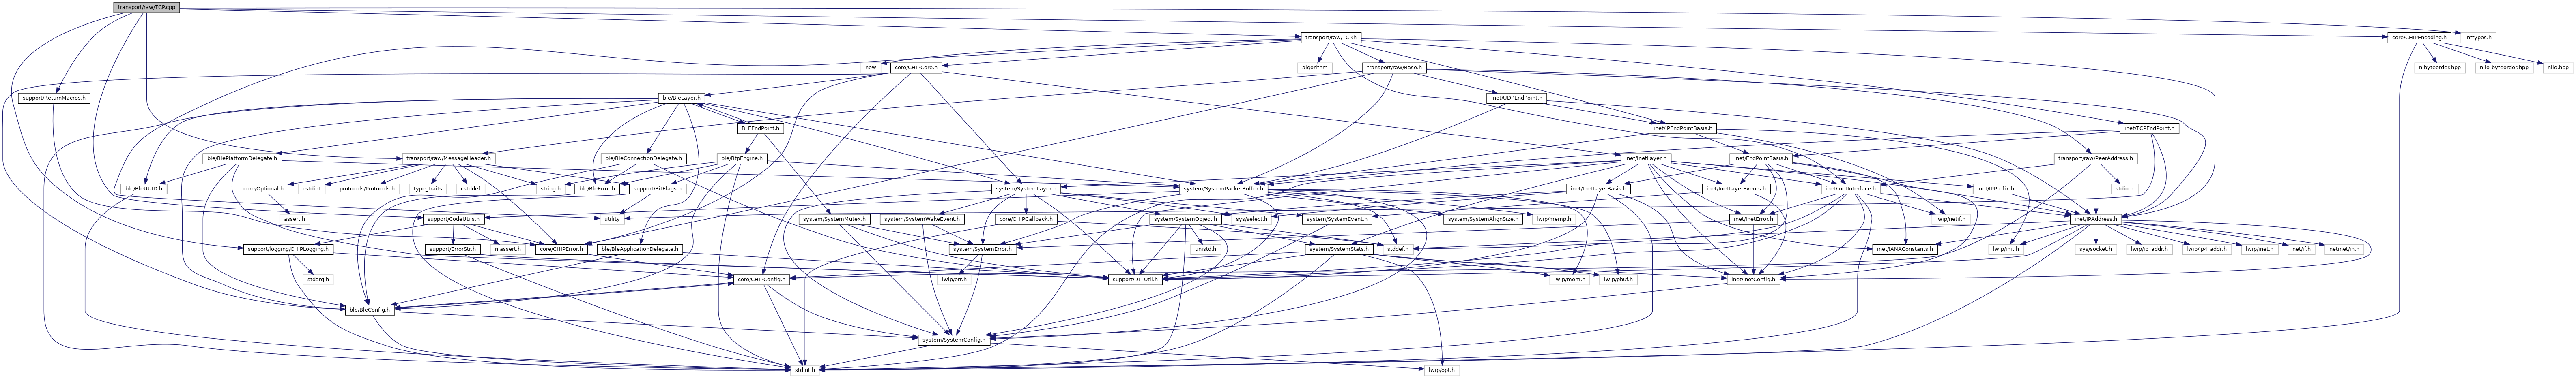 transport/raw/TCP.cpp
transport/raw/TCP.h
core/CHIPEncoding.h
inttypes.h
new
core/CHIPCore.h
algorithm
transport/raw/Base.h
nlbyteorder.hpp
nlio-byteorder.hpp
nlio.hpp
support/ReturnMacros.h
ble/BleLayer.h
inet/UDPEndPoint.h
BLEEndPoint.h
inet/IPEndPointBasis.h
inet/TCPEndPoint.h
ble/BlePlatformDelegate.h
transport/raw/MessageHeader.h
ble/BleConnectionDelegate.h
ble/BtpEngine.h
inet/InetLayer.h
inet/EndPointBasis.h
transport/raw/PeerAddress.h
ble/BleUUID.h
core/Optional.h
cstdint
protocols/Protocols.h
type_traits
cstddef
string.h
ble/BleError.h
support/BitFlags.h
system/SystemLayer.h
system/SystemPacketBuffer.h
inet/InetLayerBasis.h
inet/InetLayerEvents.h
inet/InetInterface.h
inet/IPPrefix.h
stdio.h
assert.h
support/CodeUtils.h
utility
system/SystemMutex.h
system/SystemWakeEvent.h
core/CHIPCallback.h
system/SystemObject.h
sys/select.h
system/SystemEvent.h
system/SystemAlignSize.h
lwip/memp.h
inet/InetError.h
lwip/netif.h
inet/IPAddress.h
support/logging/CHIPLogging.h
support/ErrorStr.h
nlassert.h
core/CHIPError.h
ble/BleApplicationDelegate.h
system/SystemError.h
unistd.h
system/SystemStats.h
stddef.h
inet/IANAConstants.h
lwip/init.h
sys/socket.h
lwip/ip_addr.h
lwip/ip4_addr.h
lwip/inet.h
net/if.h
netinet/in.h
stdarg.h
support/DLLUtil.h
core/CHIPConfig.h
lwip/err.h
lwip/mem.h
lwip/pbuf.h
inet/InetConfig.h
ble/BleConfig.h
system/SystemConfig.h
stdint.h
lwip/opt.h